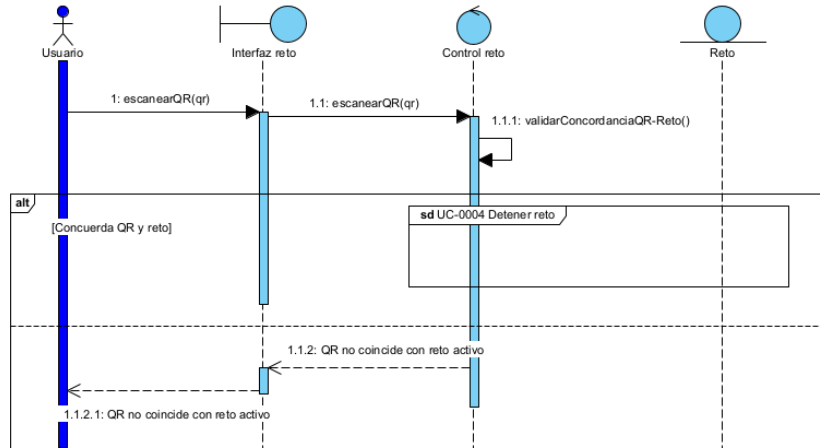 Usuario
Interfaz reto
Control reto
Reto
1: escanearQR(qr)
1.1: escanearQR(qr)
1.1.1: validarConcordanciaQR-Reto()
alt
[Concuerda QR y reto]
sd UC-0004 Detener reto
1.1.2: QR no coincide con reto activo
1.1.2.1: QR no coincide con reto activo